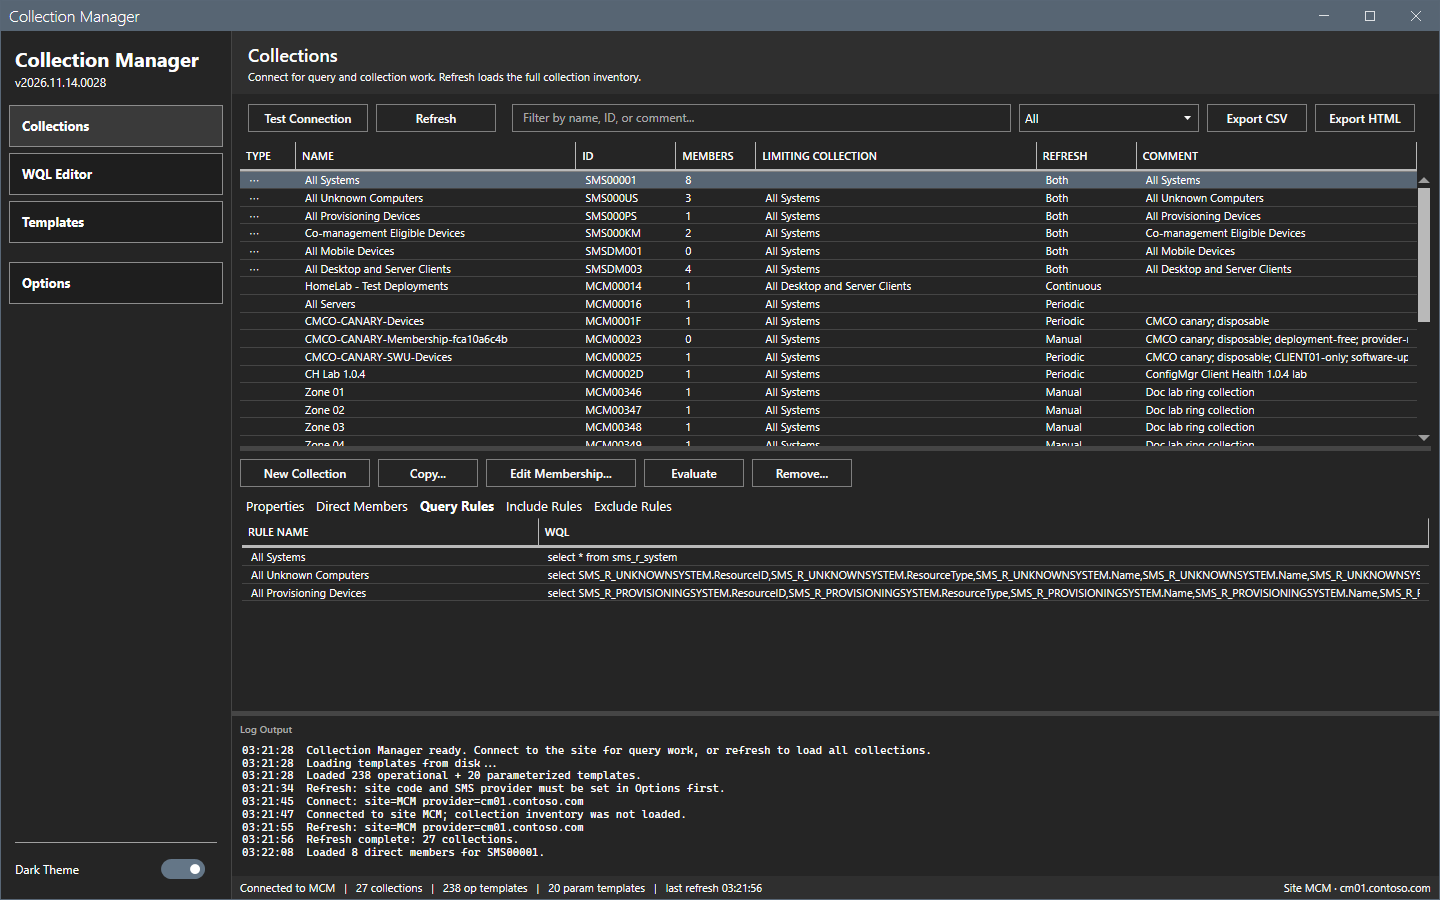 Collection Manager
Collection Manager
v2026.11.14.0028
Collections
WQL Editor
Templates
Options
Dark Theme
Collections
Connect for query and collection work. Refresh loads the full collection inventory.
Test Connection Refresh Filter by name, ID, or comment... All Export CSV Export HTML
TYPE NAME ID MEMBERS LIMITING COLLECTION REFRESH COMMENT
... All Systems SMS00001 8 Both All Systems
... All Unknown Computers SMS000US 3 All Systems Both All Unknown Computers
... All Provisioning Devices SMS000PS 1 All Systems Both All Provisioning Devices
... Co-management Eligible Devices SMS000KM 2 All Systems Both Co-management Eligible Devices
... All Mobile Devices SMSDM001 0 All Systems Both All Mobile Devices
... All Desktop and Server Clients SMSDM003 4 All Systems Both All Desktop and Server Clients
HomeLab - Test Deployments MCM00014 1 All Desktop and Server Clients Continuous
All Servers MCM00016 1 All Systems Periodic
CMCO-CANARY-Devices MCM0001F 1 All Systems Periodic CMCO canary; disposable
CMCO-CANARY-Membership-fca10a6c4b MCM00023 0 All Systems Manual CMCO canary; disposable; deployment-free; provider-
CMCO-CANARY-SWU-Devices MCM00025 1 All Systems Periodic CMCO canary; disposable; CLIENT01-only; software-up
CH Lab 1.0.4 MCM0002D 1 All Systems Periodic ConfigMgr Client Health 1.0.4 lab
Zone 01 MCM00346 1 All Systems Manual Doc lab ring collection
Zone 02 MCM00347 1 All Systems Manual Doc lab ring collection
Zone 03 MCM00348 1 All Systems Manual Doc lab ring collection
Zone 04 MCM00349 1 All Systems Manual Doc lab ring collection
New Collection Copy... Edit Membership... Evaluate Remove...
Properties Direct Members Query Rules Include Rules Exclude Rules
RULE NAME WQL
All Systems select * from sms_r_system
All Unknown Computers select SMS_R_UNKNOWNSYSTEM.ResourceID,SMS_R_UNKNOWNSYSTEM.ResourceType,SMS_R_UNKNOWNSYSTEM.Name,SMS_R_UNKNOWNSYSTEM.Name,SMS_R_UNKNOWNSYS
All Provisioning Devices select SMS_R_PROVISIONINGSYSTEM.ResourceID,SMS_R_PROVISIONINGSYSTEM.ResourceType,SMS_R_PROVISIONINGSYSTEM.Name,SMS_R_PROVISIONINGSYSTEM.Name,SMS_R_F
Log Output
03:21:28 Collection Manager ready. Connect to the site for query work, or refresh to load all collections.
03:21:28 Loading templates from disk...
03:21:28 Loaded 238 operational + 20 parameterized templates.
03:21:34 Refresh: site code and SMS provider must be set in Options first.
03:21:45 Connect: site=MCM provider=cm01.contoso.com
03:21:47 Connected to site MCM; collection inventory was not loaded.
03:21:55 Refresh: site=MCM provider=cm01.contoso.com
03:21:56 Refresh complete: 27 collections.
03:22:08 Loaded 8 direct members for SMS00001.
Connected to MCM | 27 collections | 238 op templates | 20 param templates | last refresh 03:21:56 Site MCM · cm01.contoso.com